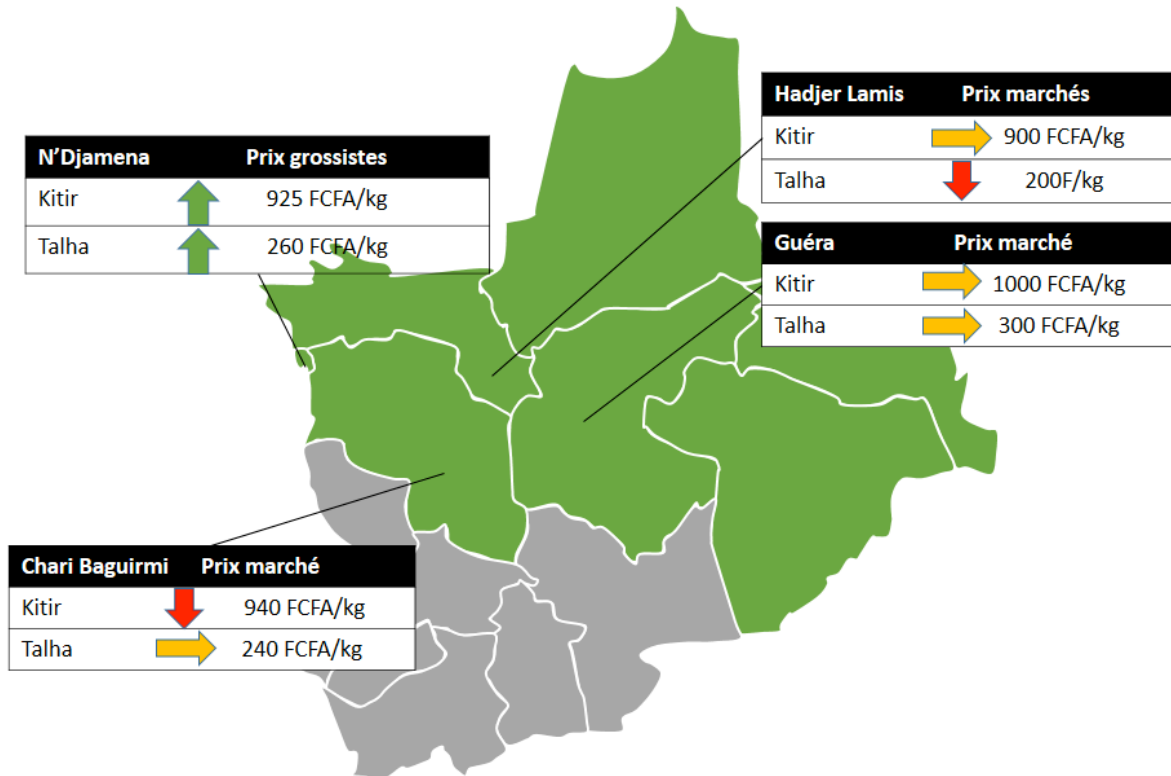 N'Djamena Prix grossistes
Kitir 925 FCFA/kg
Talha 260 FCFA/kg
Hadjer Lamis Prix marchés
Kitir 900 FCFA/kg
Talha 200F/kg
Guéra Prix marché
Kitir 1000 FCFA/kg
Talha 300 FCFA/kg
Chari Baguirmi Prix marché
Kitir 940 FCFA/kg
Talha 240 FCFA/kg